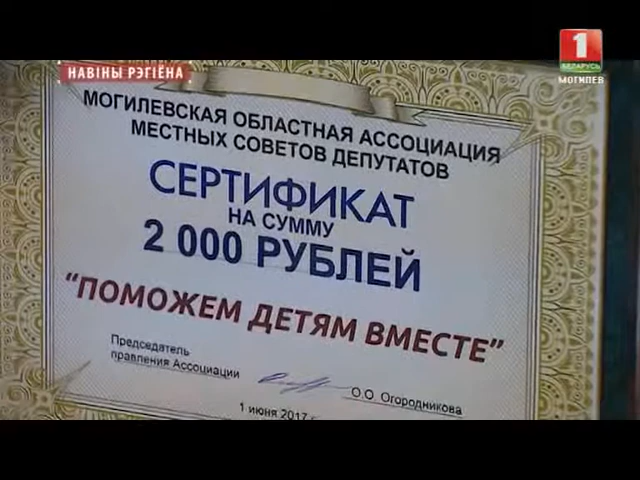 НАВІНЫ РЭГІЁНА
1
БЕЛАРУСЬ
МОГИЛЕВ
МОГИЛЕВСКАЯ ОБЛАСТНАЯ АССОЦИАЦИЯ
МЕСТНЫХ СОВЕТОВ ДЕПУТАТОВ
СЕРТИФИКАТ
НА СУММУ
2 000 РУБЛЕЙ
“ПОМОЖЕМ ДЕТЯМ ВМЕСТЕ”
Председатель
правления Ассоциации
О.О. Огородникова
1 июня 2017 г